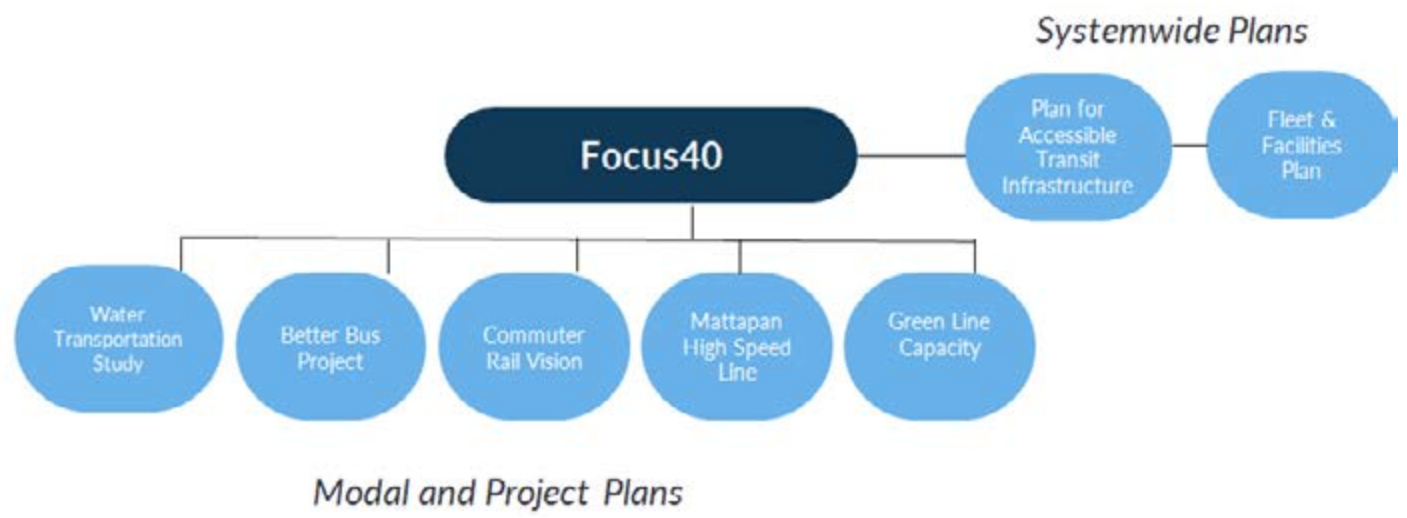 Systemwide Plans
Focus40
Plan for
Accessible
Transit
Infrastructure
Fleet &
Facilities
Plan
Water
Transportation
Study
Better Bus
Project
Commuter
Rail Vision
Mattapan
High Speed
Line
Green Line
Capacity
Modal and Project Plans